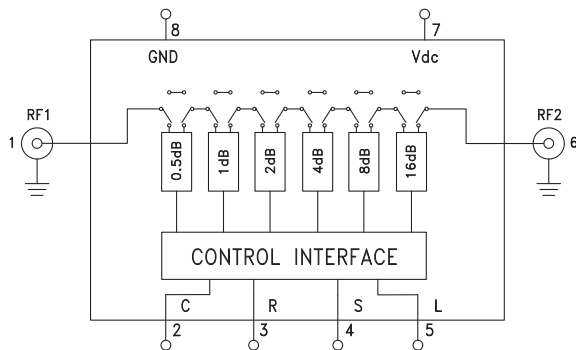 8
7
GND
Vdc
RF1
RF2
1
6
0.5dB
1dB
2dB
4dB
8dB
16dB
CONTROL INTERFACE
C
R
S
L
2
3
4
5